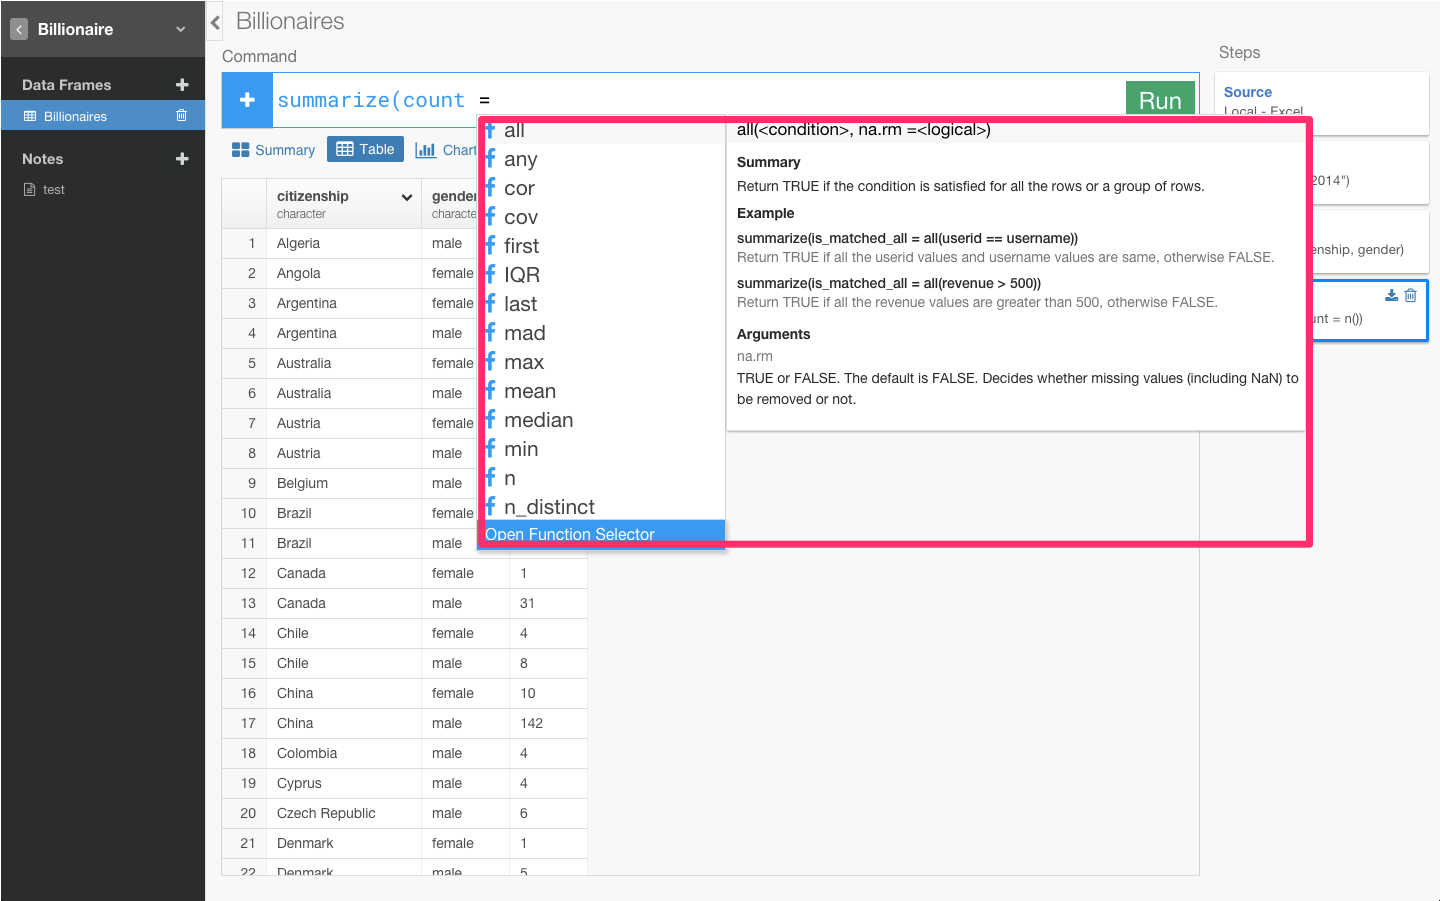 Billionaire
Data Frames
Billionaires
Notes
test
Billionaires
Command
summarize(count =
Run
Summary
Table
Chart
all
any
cor
cov
first
IQR
last
mad
max
mean
median
min
n
n_distinct
Open Function Selector
all(<condition>, na.rm =<logical>)
Summary
Return TRUE if the condition is satisfied for all the rows or a group of rows.
Example
summarize(is_matched_all = all(userid == username))
Return TRUE if all the userid values and username values are same, otherwise FALSE.
summarize(is_matched_all = all(revenue > 500))
Return TRUE if all the revenue values are greater than 500, otherwise FALSE.
Arguments
na.rm
TRUE or FALSE. The default is FALSE. Decides whether missing values (including NaN) to
be removed or not.
citizenship gender
character
1 Algeria male
2 Angola female
3 Argentina female
4 Argentina male
5 Australia female
6 Australia male
7 Austria female
8 Austria male
9 Belgium male
10 Brazil female
11 Brazil male
12 Canada female 1
13 Canada male 31
14 Chile female 4
15 Chile male 8
16 China female 10
17 China male 142
18 Colombia male 4
19 Cyprus male 4
20 Czech Republic male 6
21 Denmark female 1
22 Denmark male 5
Steps
Source
Local - Excel
2014")
enship, gender)
unt = n())